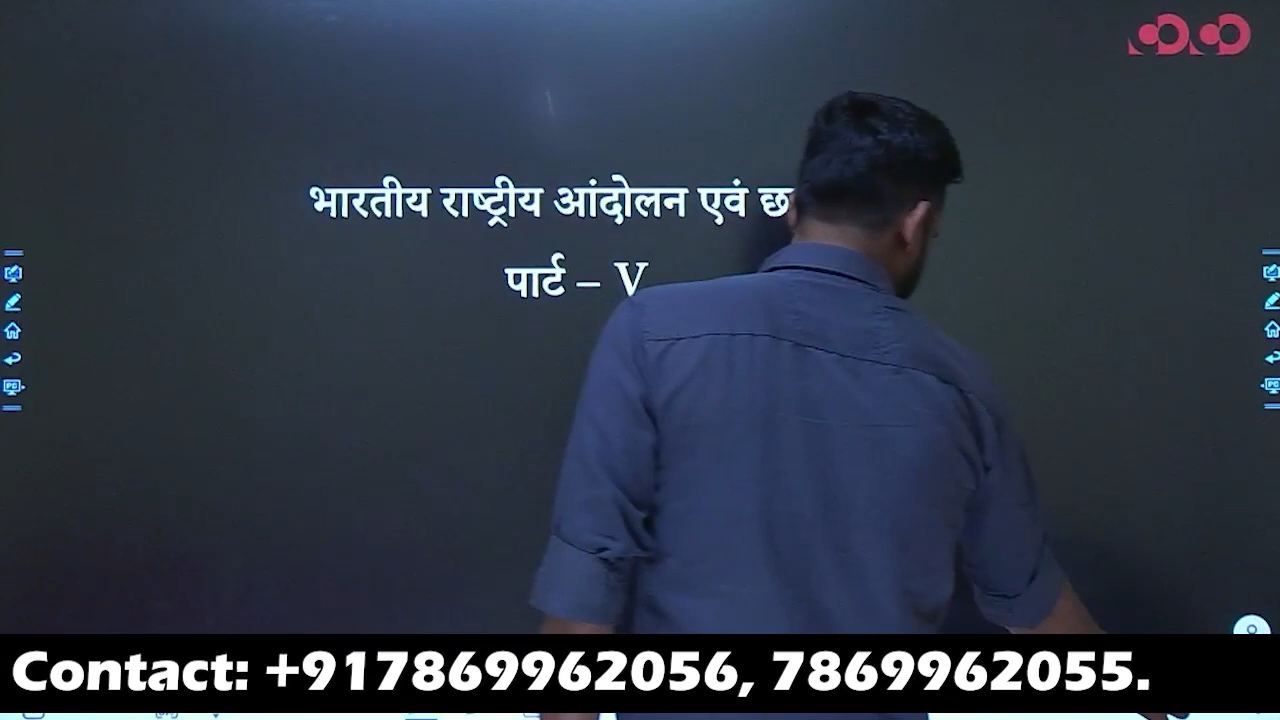 भारतीय राष्ट्रीय आंदोलन एवं
पार्ट – V
Contact: +917869962056, 7869962055.